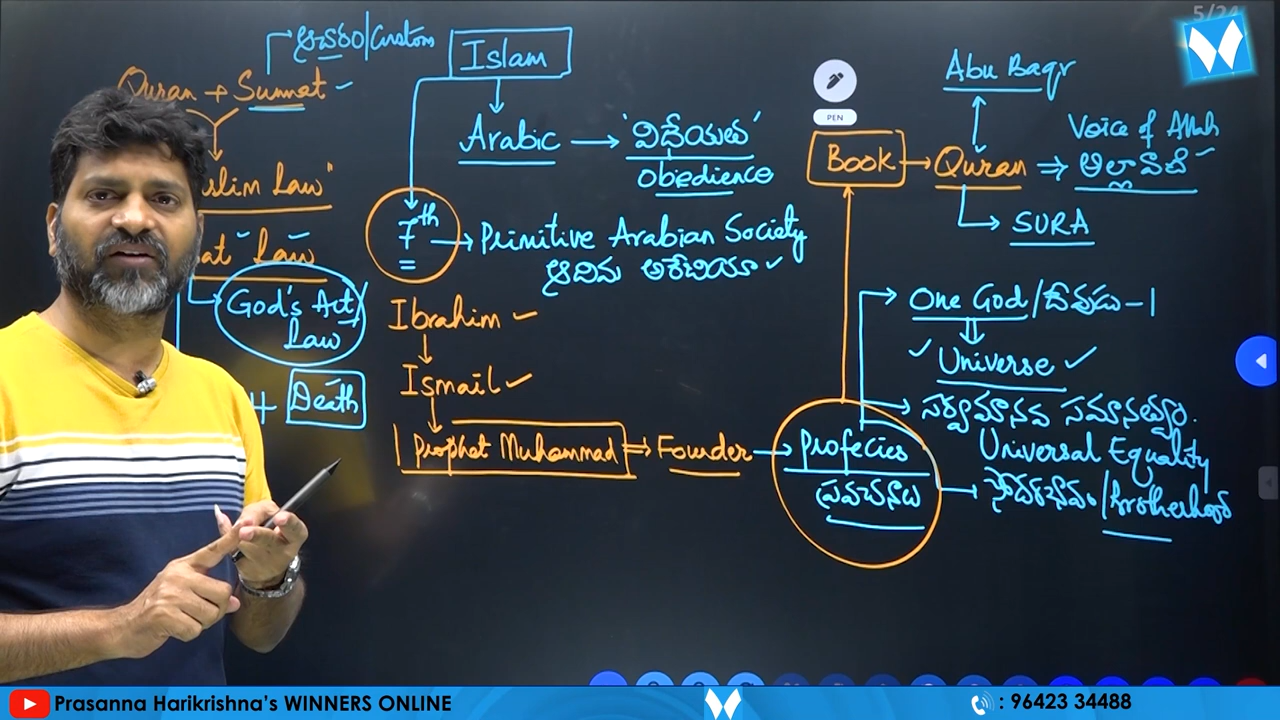 5/24
ఆచారం/Custom
Quran + Sunnat
slim Law"
at Law
God's Act/
Law
+ Death
Islam
Arabic → 'విధేయత'
obedience
7th → Primitive Arabian Society
ఆదిమ అరేబియా
Ibrahim
Ismail
Prophet Muhammad ⇒ Founder → Profecies
ప్రవచనాలు
PEN
Abu Baqr
Book → Quran ⇒
Voice of Allah
SURA
One God/దేవుడు-1
Universe
సర్వమానవ సమానత్వం.
Universal Equality
సోదరభావం/brotherhood
Prasanna Harikrishna's WINNERS ONLINE
: 96423 34488